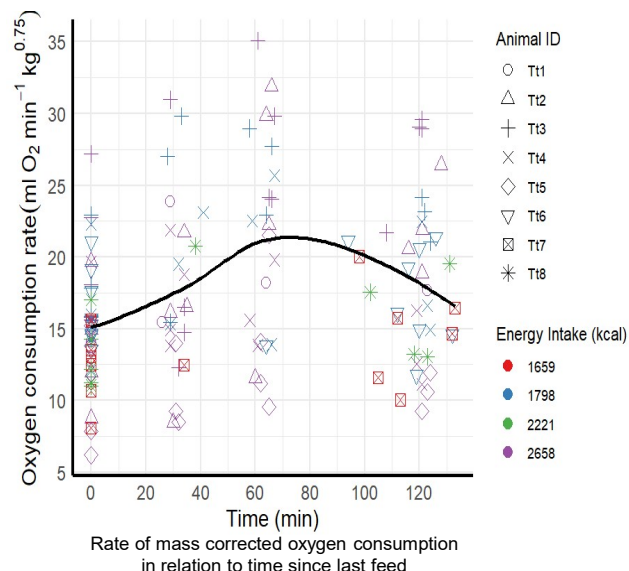 Oxygen consumption rate(ml O₂ min⁻¹ kg⁰·⁷⁵)
35
30
25
20
15
10
5
0
20
40
60
80
100
120
Time (min)
Rate of mass corrected oxygen consumption
in relation to time since last feed
Animal ID
Tt1
Tt2
Tt3
Tt4
Tt5
Tt6
Tt7
Tt8
Energy Intake (kcal)
1659
1798
2221
2658